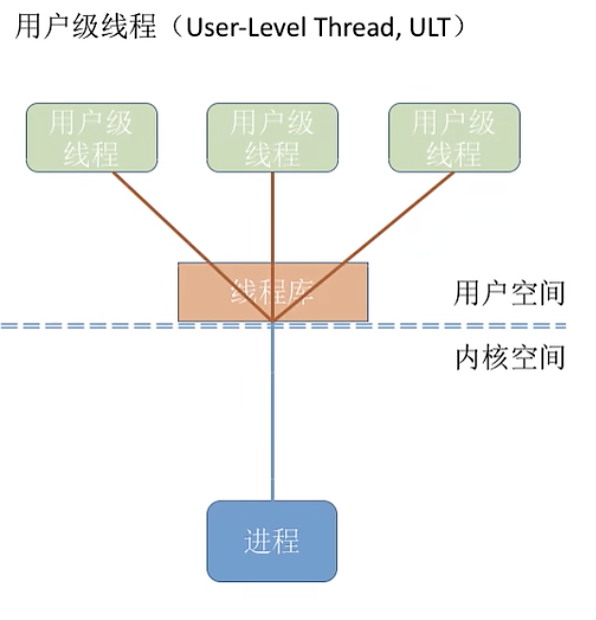 用户级线程（User-Level Thread, ULT）
用户级
线程
用户级
线程
用户级
线程
线程库
用户空间
内核空间
进程